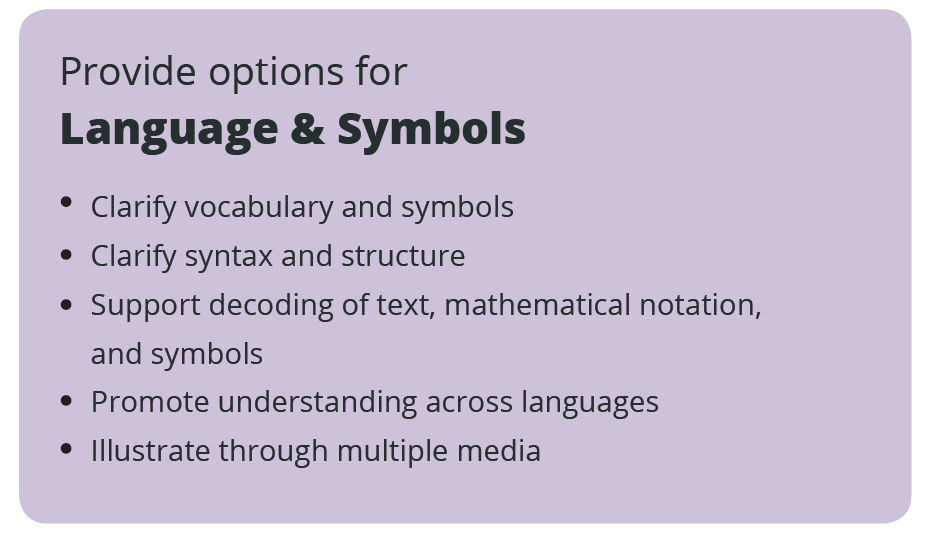 Provide options for
Language & Symbols
• Clarify vocabulary and symbols
• Clarify syntax and structure
• Support decoding of text, mathematical notation,
and symbols
• Promote understanding across languages
• Illustrate through multiple media